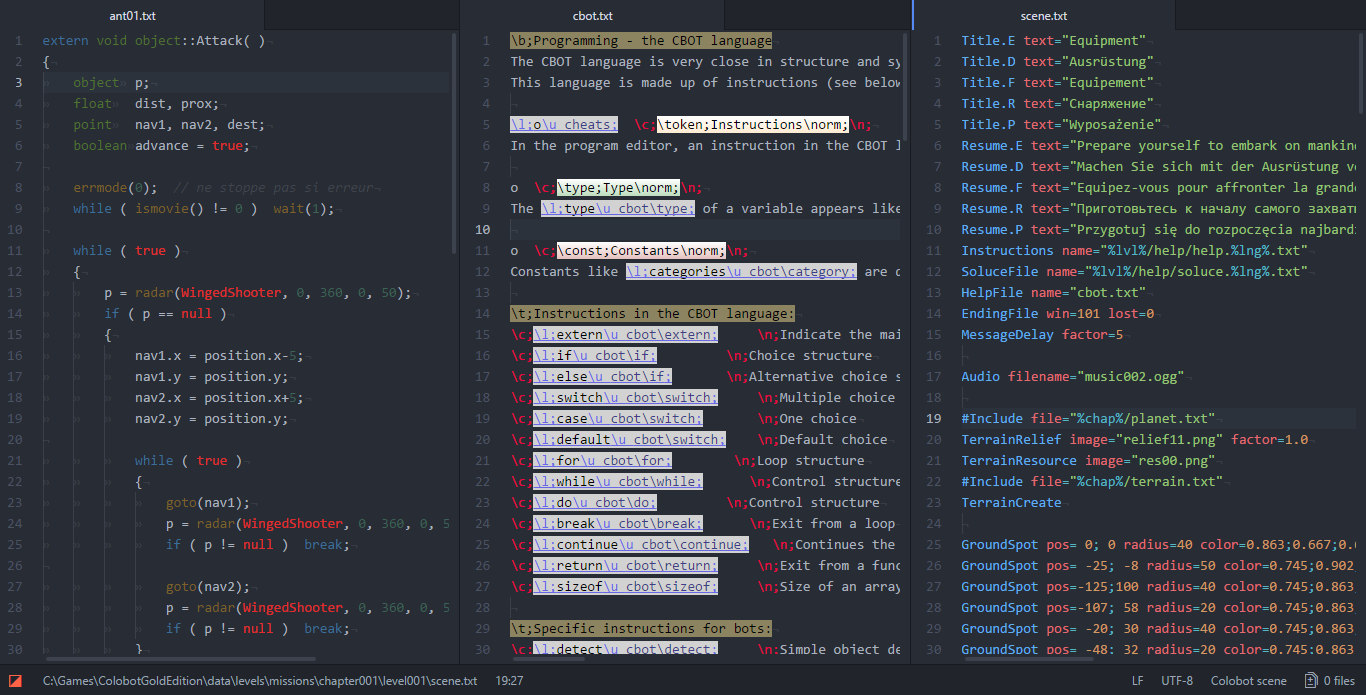 ant01.txt
1 extern void object::Attack( )
2 {
3 object p;
4 float dist, prox;
5 point nav1, nav2, dest;
6 boolean advance = true;
7
8 errmode(0); // ne stoppe pas si erreur
9 while ( ismovie() != 0 ) wait(1);
10
11 while ( true )
12 {
13 p = radar(WingedShooter, 0, 360, 0, 50);
14 if ( p == null )
15 {
16 nav1.x = position.x-5;
17 nav1.y = position.y;
18 nav2.x = position.x+5;
19 nav2.y = position.y;
20
21 while ( true )
22 {
23 goto(nav1);
24 p = radar(WingedShooter, 0, 360, 0, 5
25 if ( p != null ) break;
26
27 goto(nav2);
28 p = radar(WingedShooter, 0, 360, 0, 5
29 if ( p != null ) break;
30 }
cbot.txt
1 \b;Programming - the CBOT language
2 The CBOT language is very close in structure and sy
3 This language is made up of instructions (see below
4
5 \l;o\u cheats; \c;\token;Instructions\norm;\n;
6 In the program editor, an instruction in the CBOT l
7
8 o \c;\type;Type\norm;\n;
9 The \l;type\u cbot\type; of a variable appears like
10
11 o \c;\const;Constants\norm;\n;
12 Constants like \l;categories\u cbot\category; are d
13
14 \t;Instructions in the CBOT language:
15 \c;\l;extern\u cbot\extern; \n;Indicate the mai
16 \c;\l;if\u cbot\if; \n;Choice structure
17 \c;\l;else\u cbot\if; \n;Alternative choice s
18 \c;\l;switch\u cbot\switch; \n;Multiple choice
19 \c;\l;case\u cbot\switch; \n;One choice
20 \c;\l;default\u cbot\switch; \n;Default choice
21 \c;\l;for\u cbot\for; \n;Loop structure
22 \c;\l;while\u cbot\while; \n;Control structure
23 \c;\l;do\u cbot\do; \n;Control structure
24 \c;\l;break\u cbot\break; \n;Exit from a loop
25 \c;\l;continue\u cbot\continue; \n;Continues the
26 \c;\l;return\u cbot\return; \n;Exit from a func
27 \c;\l;sizeof\u cbot\sizeof; \n;Size of an array
28
29 \t;Specific instructions for bots:
30 \c;\l;detect\u cbot\detect; \n;Simple object de
scene.txt
1 Title.E text="Equipment"
2 Title.D text="Ausrüstung"
3 Title.F text="Equipement"
4 Title.R text="Снаряжение"
5 Title.P text="Wyposażenie"
6 Resume.E text="Prepare yourself to embark on mankin
7 Resume.D text="Machen Sie sich mit der Ausrüstung v
8 Resume.F text="Equipez-vous pour affronter la grand
9 Resume.R text="Приготовьтесь к началу самого захват
10 Resume.P text="Przygotuj się do rozpoczęcia najbard
11 Instructions name="%lvl%/help/help.%lng%.txt"
12 SoluceFile name="%lvl%/help/soluce.%lng%.txt"
13 HelpFile name="cbot.txt"
14 EndingFile win=101 lost=0
15 MessageDelay factor=5
16
17 Audio filename="music002.ogg"
18
19 #Include file="%chap%/planet.txt"
20 TerrainRelief image="relief11.png" factor=1.0
21 TerrainResource image="res00.png"
22 #Include file="%chap%/terrain.txt"
23 TerrainCreate
24
25 GroundSpot pos= 0; 0 radius=40 color=0.863;0.667;0.
26 GroundSpot pos= -25; -8 radius=50 color=0.745;0.902
27 GroundSpot pos=-125;100 radius=40 color=0.745;0.863
28 GroundSpot pos=-107; 58 radius=20 color=0.745;0.863
29 GroundSpot pos= -20; 30 radius=40 color=0.745;0.863
30 GroundSpot pos= -48; 32 radius=20 color=0.745;0.863
C:\Games\ColobotGoldEdition\data\levels\missions\chapter001\level001\scene.txt 19:27 LF UTF-8 Colobot scene 0 files